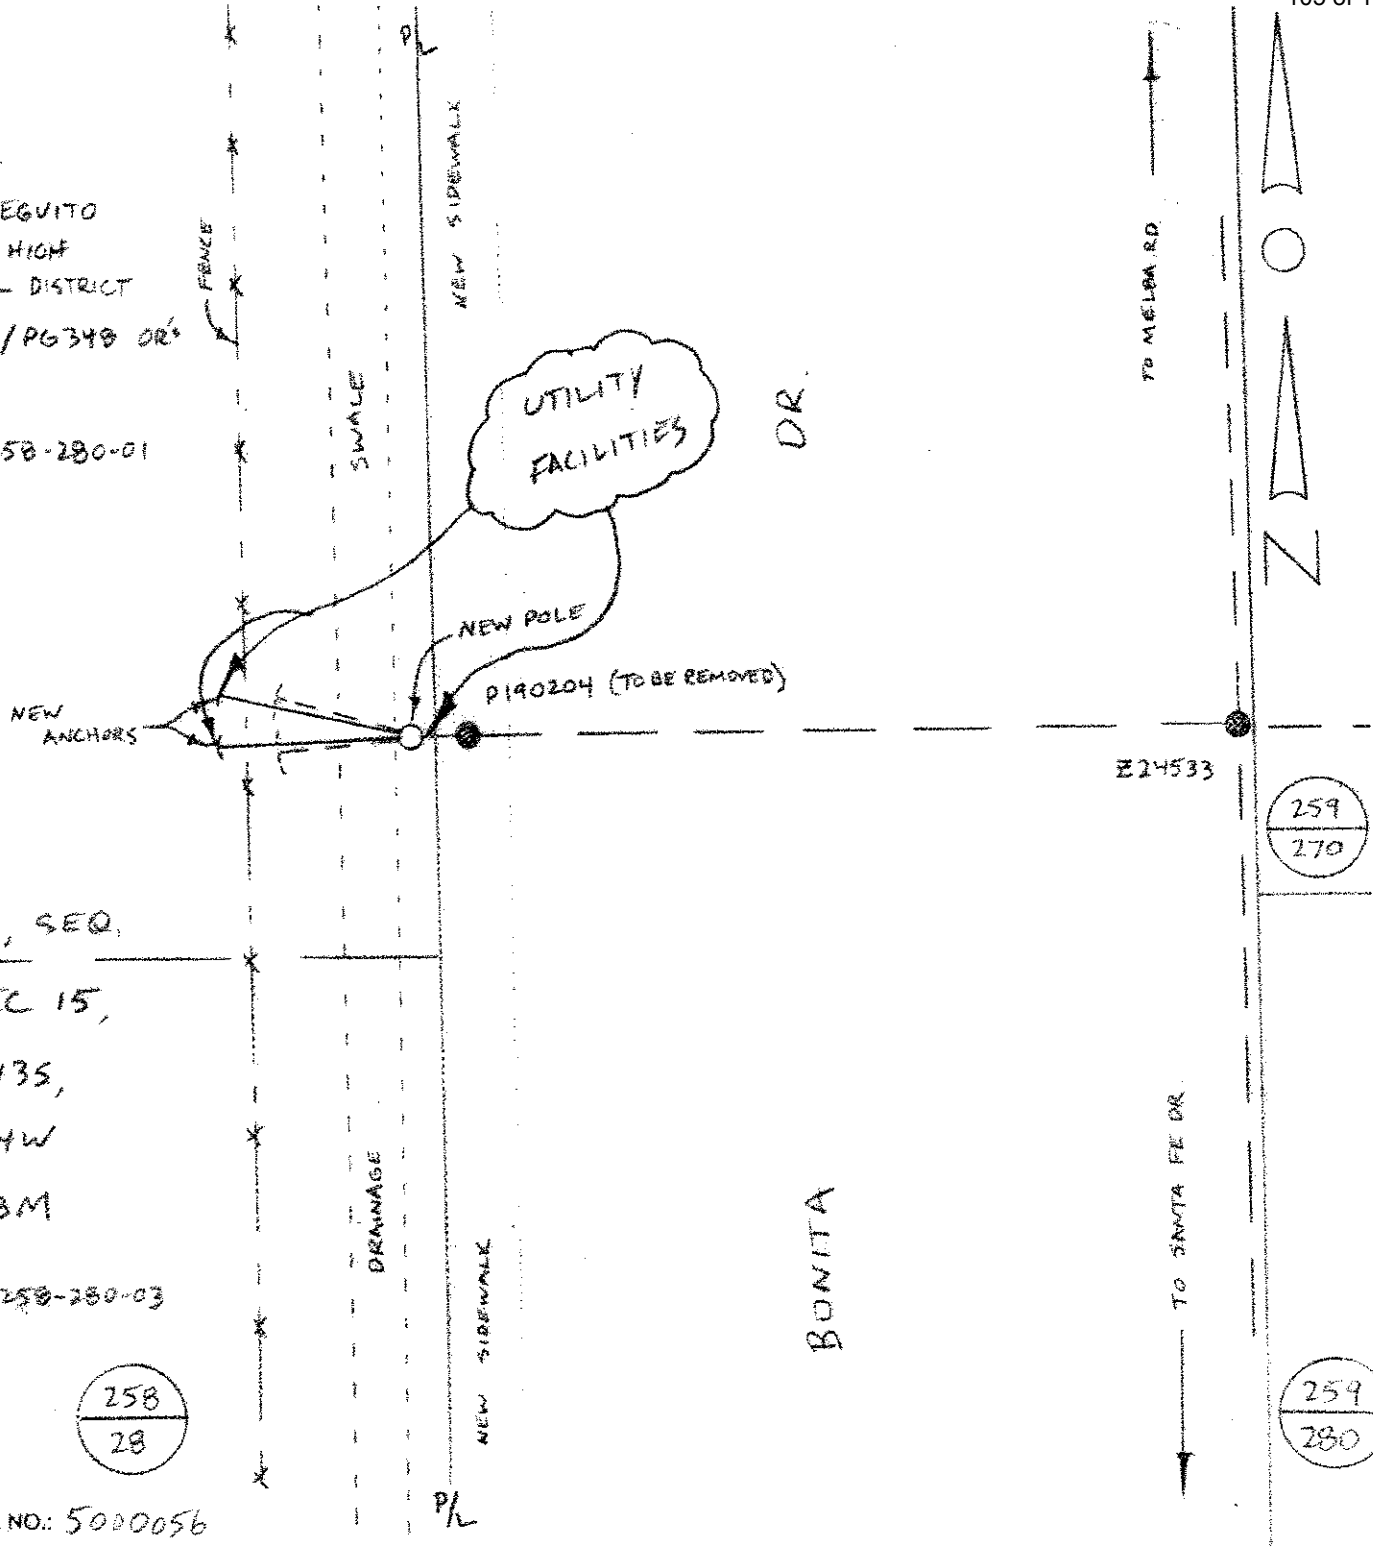 P/L
EGUITO
HIGH
DISTRICT
/PG348 OR'S
58-280-01
FENCE
SWALE
NEW SIDEWALK
UTILITY
FACILITIES
DR.
TO MELBA RD
N
NEW POLE
P190204 (TO BE REMOVED)
NEW
ANCHORS
Z24533
259
270
, SEQ.
C 15,
35,
4W
BM
258-280-03
DRAINAGE
NEW SIDEWALK
BONITA
TO SANTA FE DR.
258
28
259
280
P/L
NO.: 5000056